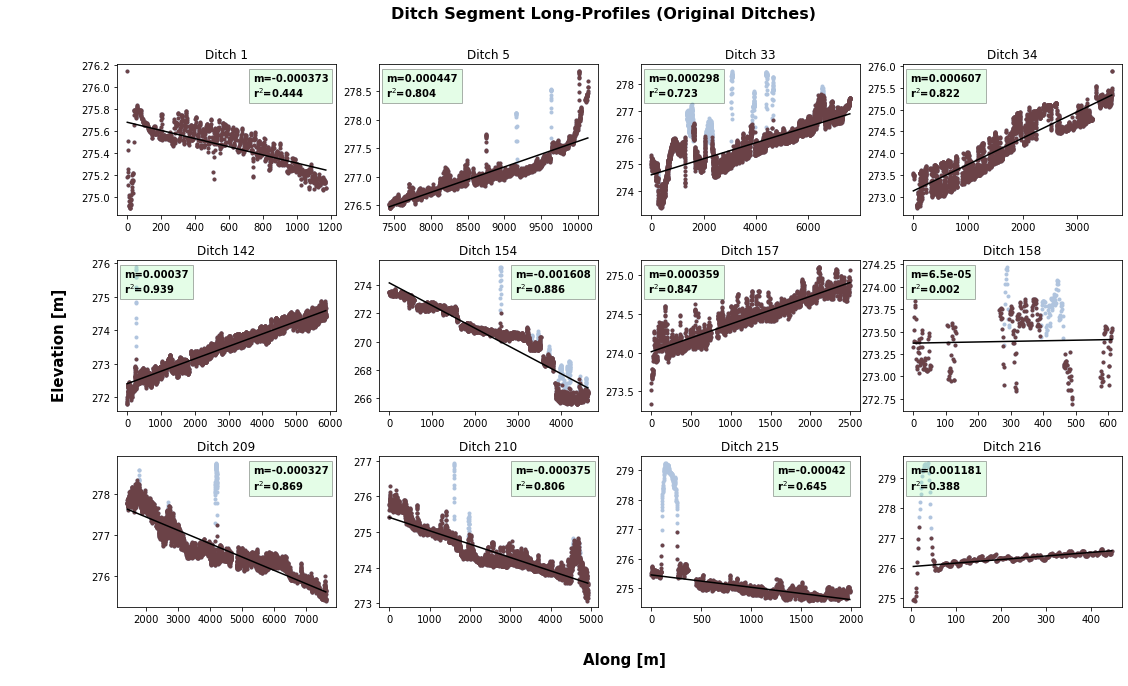 Ditch Segment Long-Profiles (Original Ditches)
Ditch 1
m=-0.000373
r²=0.444
276.2
276.0
275.8
275.6
275.4
275.2
275.0
0 200 400 600 800 1000 1200
Ditch 5
m=0.000447
r²=0.804
278.5
278.0
277.5
277.0
276.5
7500 8000 8500 9000 9500 10000
Ditch 33
m=0.000298
r²=0.723
278
277
276
275
274
0 2000 4000 6000
Ditch 34
m=0.000607
r²=0.822
276.0
275.5
275.0
274.5
274.0
273.5
273.0
0 1000 2000 3000
Elevation [m]
Ditch 142
m=0.00037
r²=0.939
276
275
274
273
272
0 1000 2000 3000 4000 5000 6000
Ditch 154
m=-0.001608
r²=0.886
274
272
270
268
266
0 1000 2000 3000 4000
Ditch 157
m=0.000359
r²=0.847
275.0
274.5
274.0
273.5
0 500 1000 1500 2000 2500
Ditch 158
m=6.5e-05
r²=0.002
274.25
274.00
273.75
273.50
273.25
273.00
272.75
0 100 200 300 400 500 600
Ditch 209
m=-0.000327
r²=0.869
278
277
276
2000 3000 4000 5000 6000 7000
Ditch 210
m=-0.000375
r²=0.806
277
276
275
274
273
0 1000 2000 3000 4000 5000
Ditch 215
m=-0.00042
r²=0.645
279
278
277
276
275
0 500 1000 1500 2000
Ditch 216
m=0.001181
r²=0.388
279
278
277
276
275
0 100 200 300 400
Along [m]